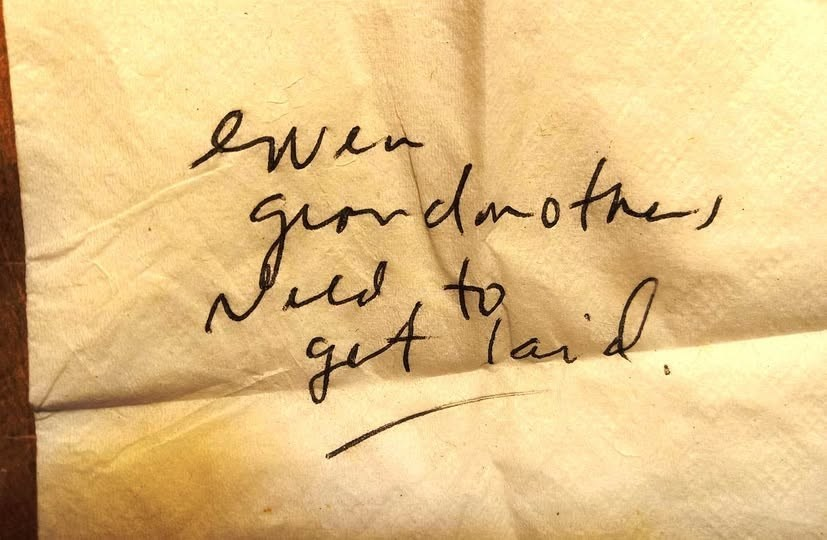 even
grandmothers
Need to
get laid.